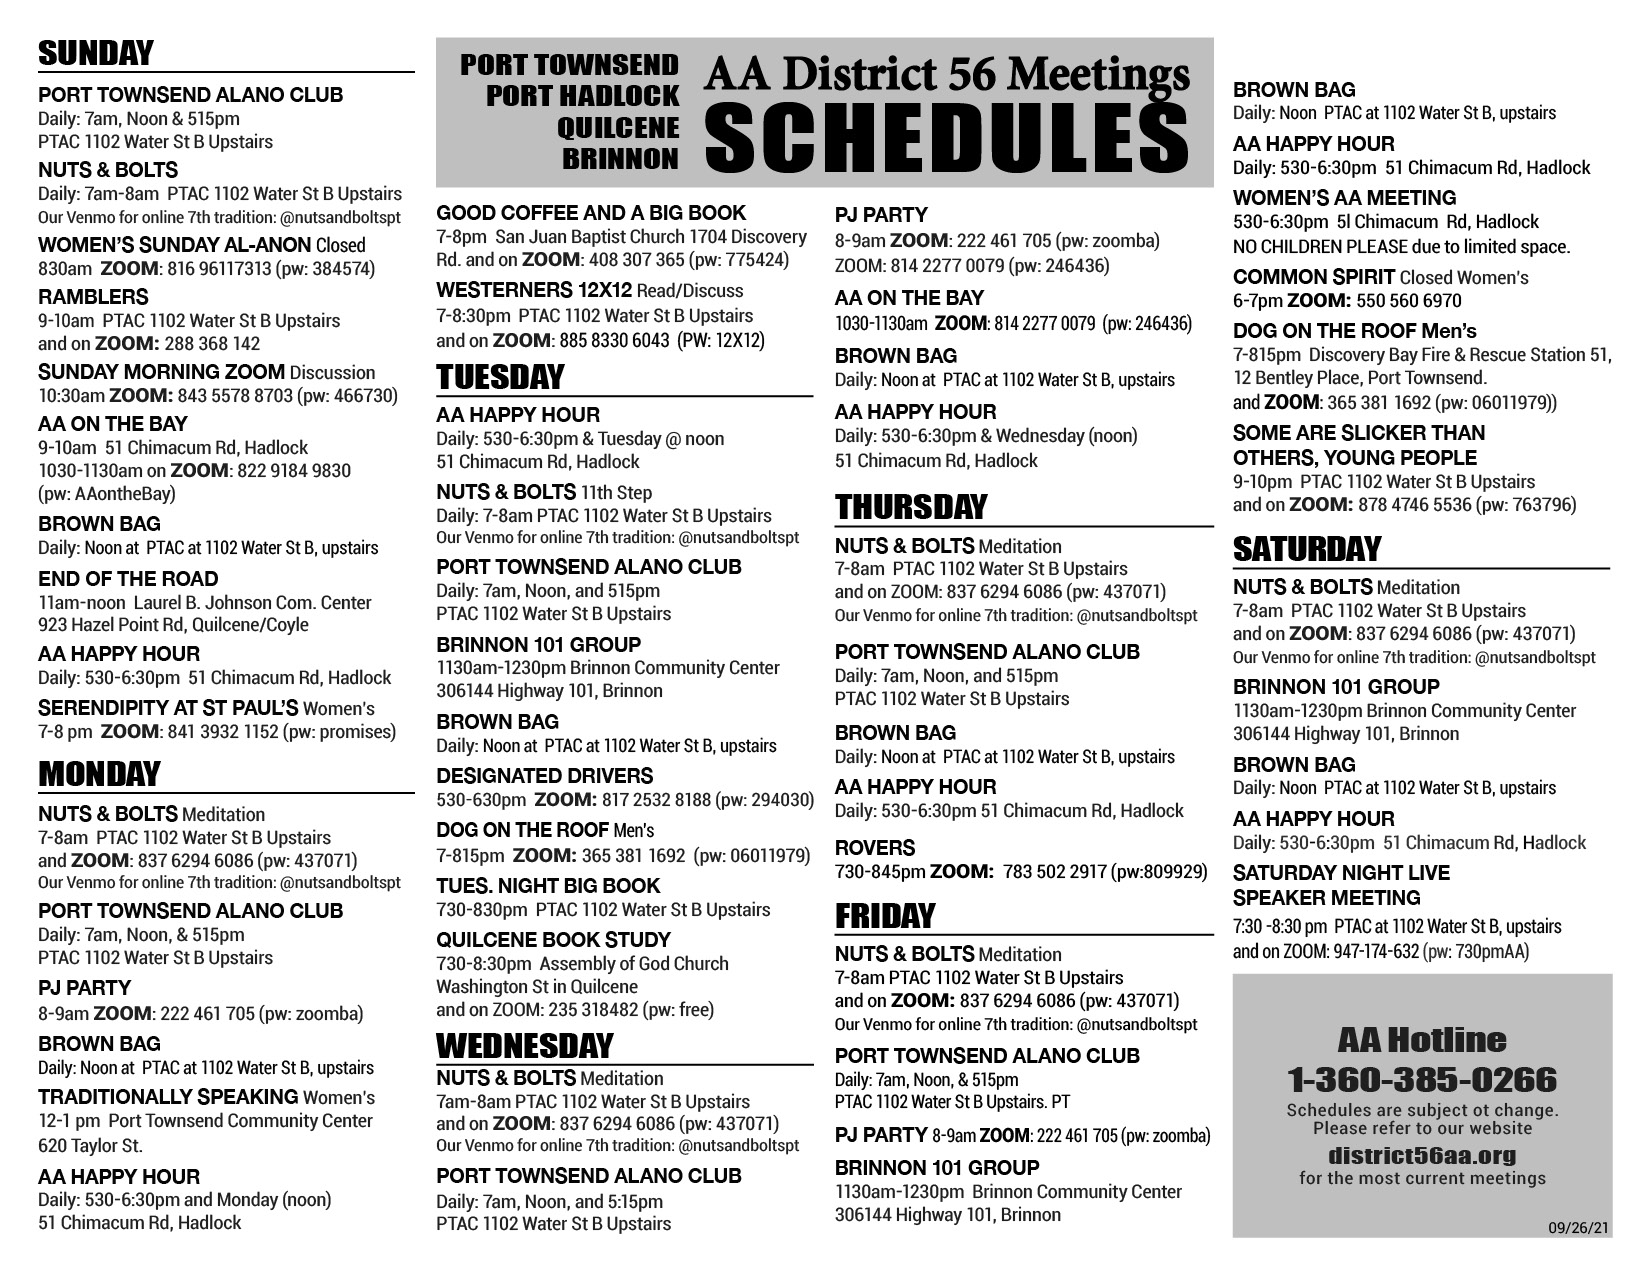 SUNDAY
PORT TOWNSEND ALANO CLUB
Daily: 7am, Noon & 515pm
PTAC 1102 Water St B Upstairs
NUTS & BOLTS
Daily: 7am-8am PTAC 1102 Water St B Upstairs
Our Venmo for online 7th tradition: @nutsandboltspt
WOMEN'S SUNDAY AL-ANON Closed
830am ZOOM: 816 96117313 (pw: 384574)
RAMBLERS
9-10am PTAC 1102 Water St B Upstairs
and on ZOOM: 288 368 142
SUNDAY MORNING ZOOM Discussion
10:30am ZOOM: 843 5578 8703 (pw: 466730)
AA ON THE BAY
9-10am 51 Chimacum Rd, Hadlock
1030-1130am on ZOOM: 822 9184 9830
(pw: AAontheBay)
BROWN BAG
Daily: Noon at PTAC at 1102 Water St B, upstairs
END OF THE ROAD
11am-noon Laurel B. Johnson Com. Center
923 Hazel Point Rd, Quilcene/Coyle
AA HAPPY HOUR
Daily: 530-6:30pm 51 Chimacum Rd, Hadlock
SERENDIPITY AT ST PAUL'S Women's
7-8 pm ZOOM: 841 3932 1152 (pw: promises)
MONDAY
NUTS & BOLTS Meditation
7-8am PTAC 1102 Water St B Upstairs
and ZOOM: 837 6294 6086 (pw: 437071)
Our Venmo for online 7th tradition: @nutsandboltspt
PORT TOWNSEND ALANO CLUB
Daily: 7am, Noon, & 515pm
PTAC 1102 Water St B Upstairs
PJ PARTY
8-9am ZOOM: 222 461 705 (pw: zoomba)
BROWN BAG
Daily: Noon at PTAC at 1102 Water St B, upstairs
TRADITIONALLY SPEAKING Women's
12-1 pm Port Townsend Community Center
620 Taylor St.
AA HAPPY HOUR
Daily: 530-6:30pm and Monday (noon)
51 Chimacum Rd, Hadlock
PORT TOWNSEND
PORT HADLOCK
QUILCENE
BRINNON
AA District 56 Meetings
SCHEDULES
GOOD COFFEE AND A BIG BOOK
7-8pm San Juan Baptist Church 1704 Discovery
Rd. and on ZOOM: 408 307 365 (pw: 775424)
WESTERNERS 12X12 Read/Discuss
7-8:30pm PTAC 1102 Water St B Upstairs
and on ZOOM: 885 8330 6043 (PW: 12X12)
TUESDAY
AA HAPPY HOUR
Daily: 530-6:30pm & Tuesday @ noon
51 Chimacum Rd, Hadlock
NUTS & BOLTS 11th Step
Daily: 7-8am PTAC 1102 Water St B Upstairs
Our Venmo for online 7th tradition: @nutsandboltspt
PORT TOWNSEND ALANO CLUB
Daily: 7am, Noon, and 515pm
PTAC 1102 Water St B Upstairs
BRINNON 101 GROUP
1130am-1230pm Brinnon Community Center
306144 Highway 101, Brinnon
BROWN BAG
Daily: Noon at PTAC at 1102 Water St B, upstairs
DESIGNATED DRIVERS
530-630pm ZOOM: 817 2532 8188 (pw: 294030)
DOG ON THE ROOF Men's
7-815pm ZOOM: 365 381 1692 (pw: 06011979)
TUES. NIGHT BIG BOOK
730-830pm PTAC 1102 Water St B Upstairs
QUILCENE BOOK STUDY
730-8:30pm Assembly of God Church
Washington St in Quilcene
and on ZOOM: 235 318482 (pw: free)
WEDNESDAY
NUTS & BOLTS Meditation
7am-8am PTAC 1102 Water St B Upstairs
and on ZOOM: 837 6294 6086 (pw: 437071)
Our Venmo for online 7th tradition: @nutsandboltspt
PORT TOWNSEND ALANO CLUB
Daily: 7am, Noon, and 5:15pm
PTAC 1102 Water St B Upstairs
PJ PARTY
8-9am ZOOM: 222 461 705 (pw: zoomba)
ZOOM: 814 2277 0079 (pw: 246436)
AA ON THE BAY
1030-1130am ZOOM: 814 2277 0079 (pw: 246436)
BROWN BAG
Daily: Noon at PTAC at 1102 Water St B, upstairs
AA HAPPY HOUR
Daily: 530-6:30pm & Wednesday (noon)
51 Chimacum Rd, Hadlock
THURSDAY
NUTS & BOLTS Meditation
7-8am PTAC 1102 Water St B Upstairs
and on ZOOM: 837 6294 6086 (pw: 437071)
Our Venmo for online 7th tradition: @nutsandboltspt
PORT TOWNSEND ALANO CLUB
Daily: 7am, Noon, and 515pm
PTAC 1102 Water St B Upstairs
BROWN BAG
Daily: Noon at PTAC at 1102 Water St B, upstairs
AA HAPPY HOUR
Daily: 530-6:30pm 51 Chimacum Rd, Hadlock
ROVERS
730-845pm ZOOM: 783 502 2917 (pw:809929)
FRIDAY
NUTS & BOLTS Meditation
7-8am PTAC 1102 Water St B Upstairs
and on ZOOM: 837 6294 6086 (pw: 437071)
Our Venmo for online 7th tradition: @nutsandboltspt
PORT TOWNSEND ALANO CLUB
Daily: 7am, Noon, & 515pm
PTAC 1102 Water St B Upstairs. PT
PJ PARTY 8-9am ZOOM: 222 461 705 (pw: zoomba)
BRINNON 101 GROUP
1130am-1230pm Brinnon Community Center
306144 Highway 101, Brinnon
BROWN BAG
Daily: Noon PTAC at 1102 Water St B, upstairs
AA HAPPY HOUR
Daily: 530-6:30pm 51 Chimacum Rd, Hadlock
WOMEN'S AA MEETING
530-6:30pm 5l Chimacum Rd, Hadlock
NO CHILDREN PLEASE due to limited space.
COMMON SPIRIT Closed Women's
6-7pm ZOOM: 550 560 6970
DOG ON THE ROOF Men's
7-815pm Discovery Bay Fire & Rescue Station 51,
12 Bentley Place, Port Townsend.
and ZOOM: 365 381 1692 (pw: 06011979))
SOME ARE SLICKER THAN
OTHERS, YOUNG PEOPLE
9-10pm PTAC 1102 Water St B Upstairs
and on ZOOM: 878 4746 5536 (pw: 763796)
SATURDAY
NUTS & BOLTS Meditation
7-8am PTAC 1102 Water St B Upstairs
and on ZOOM: 837 6294 6086 (pw: 437071)
Our Venmo for online 7th tradition: @nutsandboltspt
BRINNON 101 GROUP
1130am-1230pm Brinnon Community Center
306144 Highway 101, Brinnon
BROWN BAG
Daily: Noon PTAC at 1102 Water St B, upstairs
AA HAPPY HOUR
Daily: 530-6:30pm 51 Chimacum Rd, Hadlock
SATURDAY NIGHT LIVE
SPEAKER MEETING
7:30 -8:30 pm PTAC at 1102 Water St B, upstairs
and on ZOOM: 947-174-632 (pw: 730pmAA)
AA Hotline
1-360-385-0266
Schedules are subject ot change.
Please refer to our website
district56aa.org
for the most current meetings
09/26/21